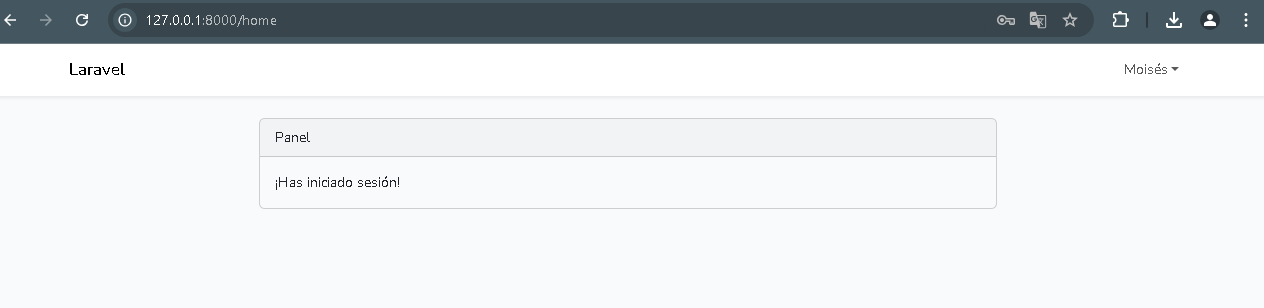 127.0.0.1:8000/home
Laravel
Moisés
Panel
¡Has iniciado sesión!